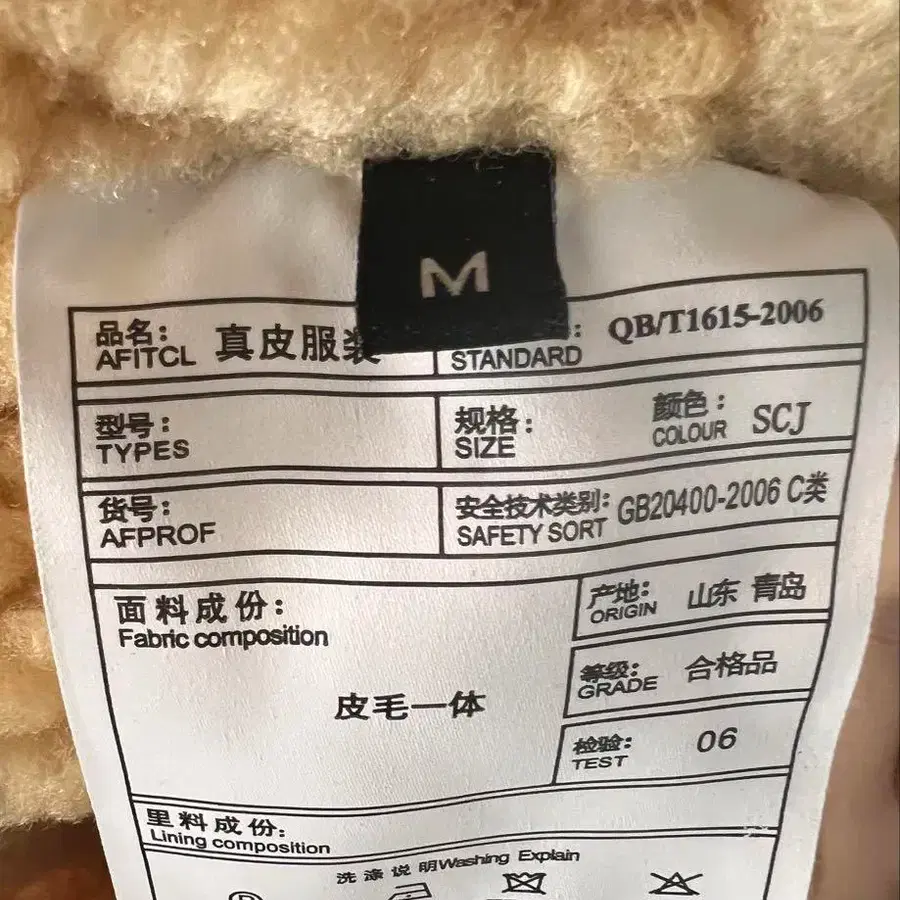 M
品名：
AFITCL
真皮服装
：
STANDARD
QB/T1615-2006
型号：
TYPES
规格：
SIZE
颜色：
COLOUR
SCJ
货号：
AFPROF
安全技术类别：
SAFETY SORT
GB20400-2006 C类
面料成份：
Fabric composition
皮毛一体
产地：
ORIGIN
山东 青岛
等级：
GRADE
合格品
检验：
TEST
06
里料成份：
Lining composition
洗涤说明Washing Explain
P